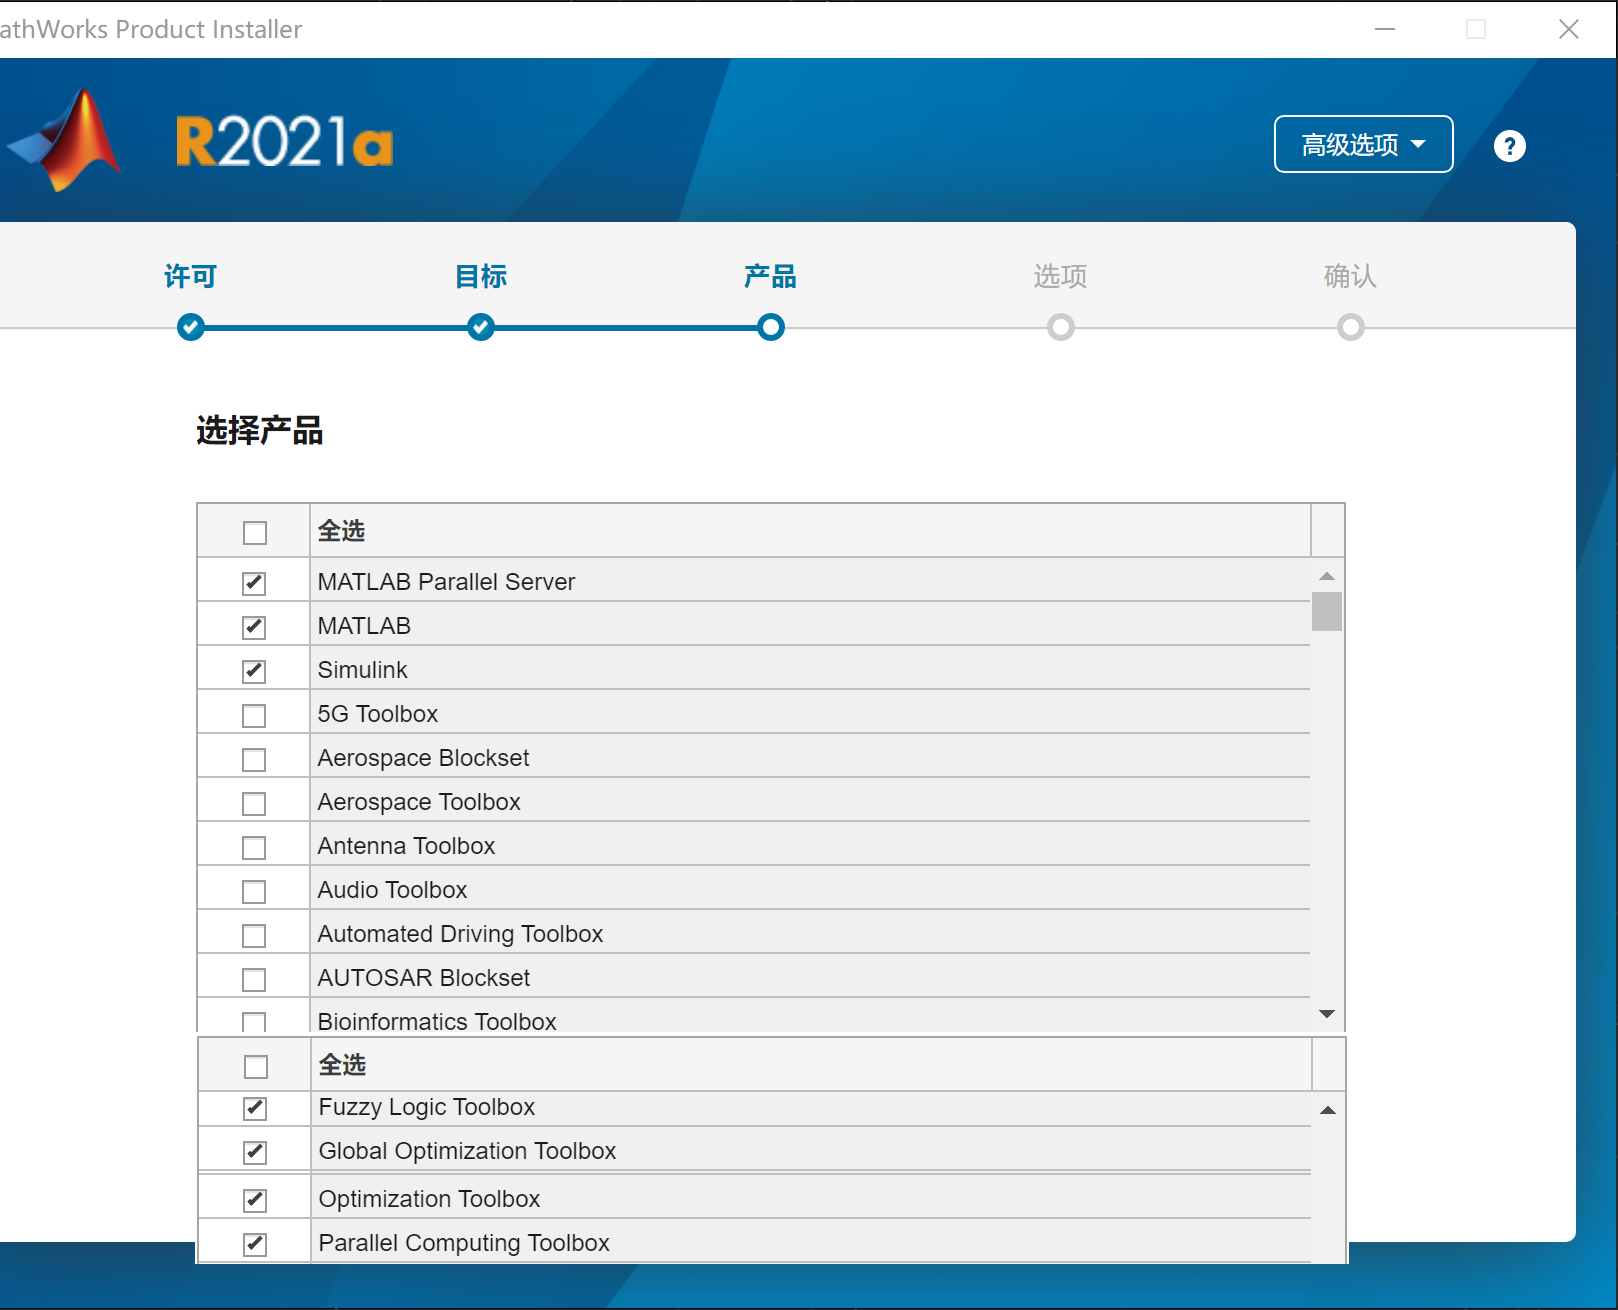 athWorks Product Installer
R2021a
高级选项
?
许可
目标
产品
选项
确认
选择产品
全选
MATLAB Parallel Server
MATLAB
Simulink
5G Toolbox
Aerospace Blockset
Aerospace Toolbox
Antenna Toolbox
Audio Toolbox
Automated Driving Toolbox
AUTOSAR Blockset
Bioinformatics Toolbox
全选
Fuzzy Logic Toolbox
Global Optimization Toolbox
Optimization Toolbox
Parallel Computing Toolbox